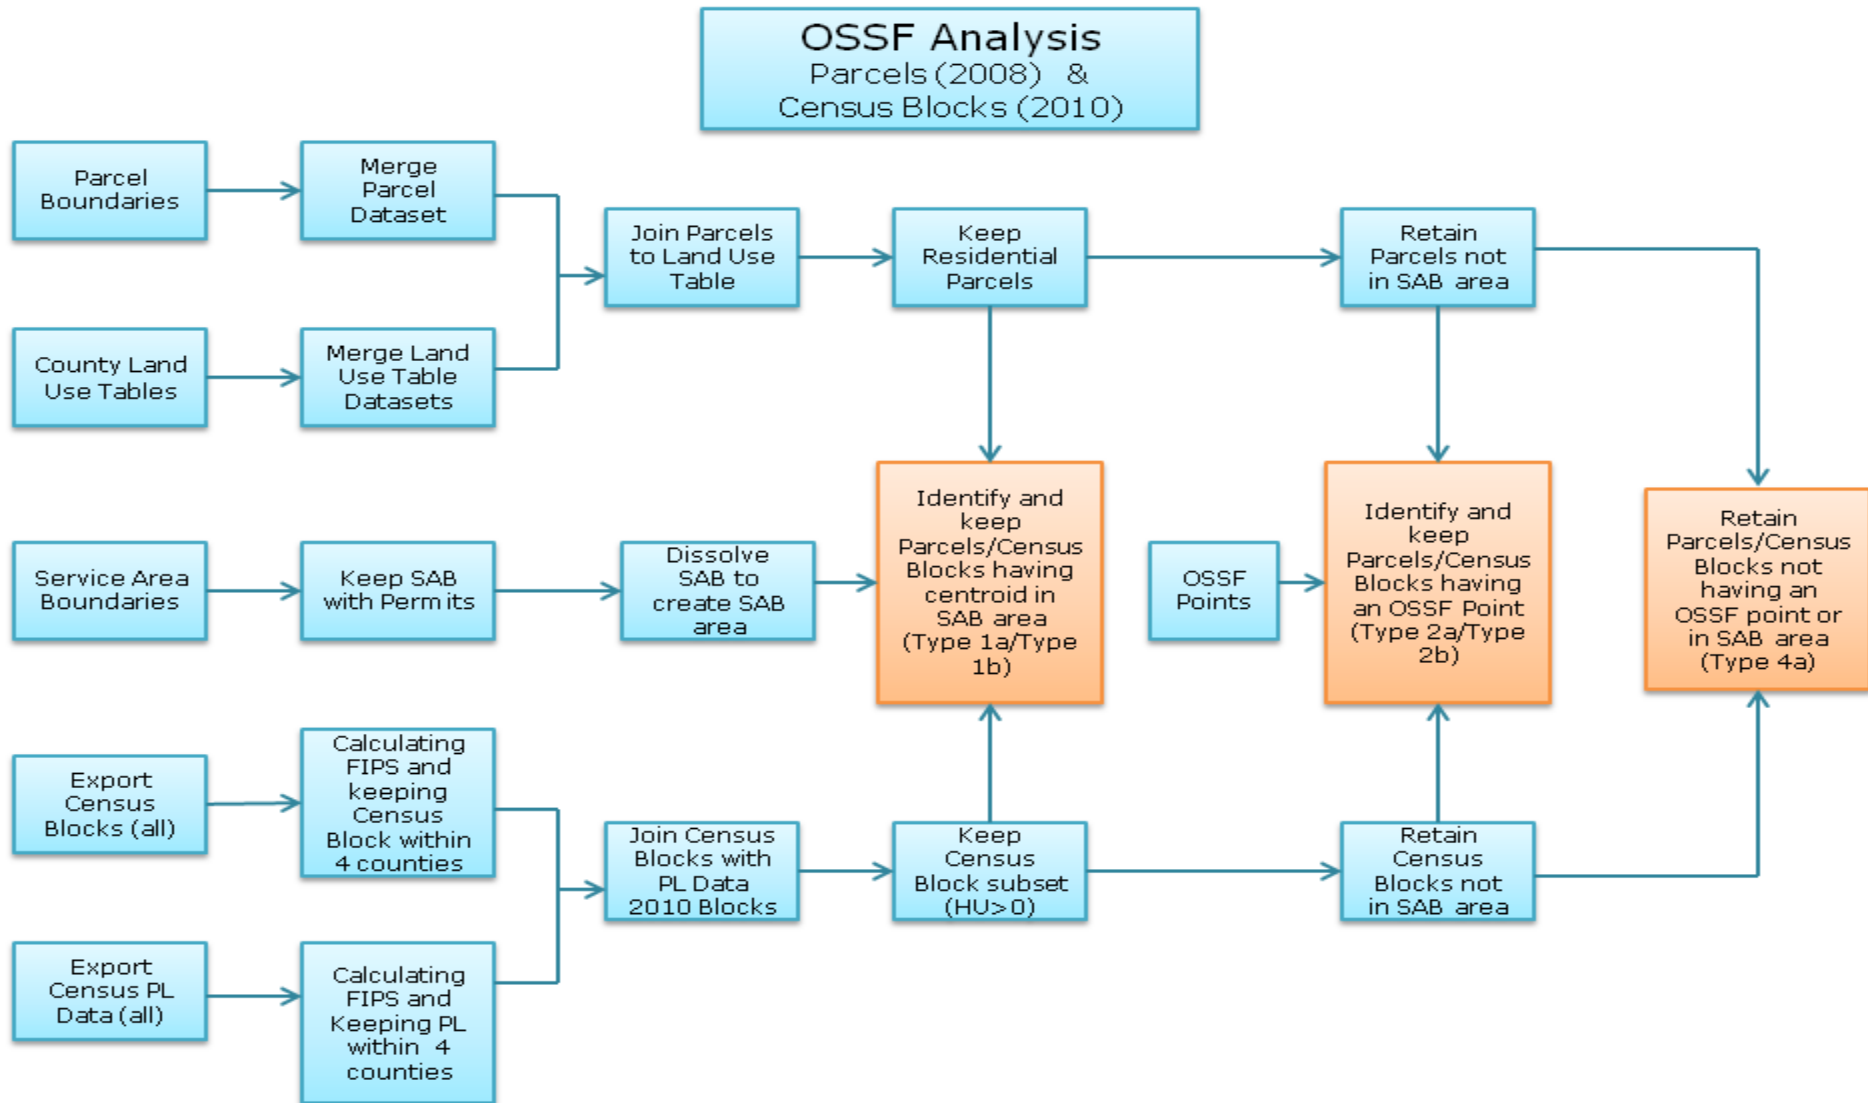 OSSF Analysis
Parcels (2008) &
Census Blocks (2010)
Parcel
Boundaries
Merge
Parcel
Dataset
Join Parcels
to Land Use
Table
Keep
Residential
Parcels
Retain
Parcels not
in SAB area
County Land
Use Tables
Merge Land
Use Table
Datasets
Service Area
Boundaries
Keep SAB
with Permits
Dissolve
SAB to
create SAB
area
Identify and
keep
Parcels/Census
Blocks having
centroid in
SAB area
(Type 1a/Type
1b)
OSSF
Points
Identify and
keep
Parcels/Census
Blocks having
an OSSF Point
(Type 2a/Type
2b)
Retain
Parcels/Census
Blocks not
having an
OSSF point or
in SAB area
(Type 4a)
Export
Census
Blocks (all)
Calculating
FIPS and
keeping
Census
Block within
4 counties
Join Census
Blocks with
PL Data
2010 Blocks
Keep
Census
Block subset
(HU>0)
Retain
Census
Blocks not
in SAB area
Export
Census PL
Data (all)
Calculating
FIPS and
Keeping PL
within 4
counties